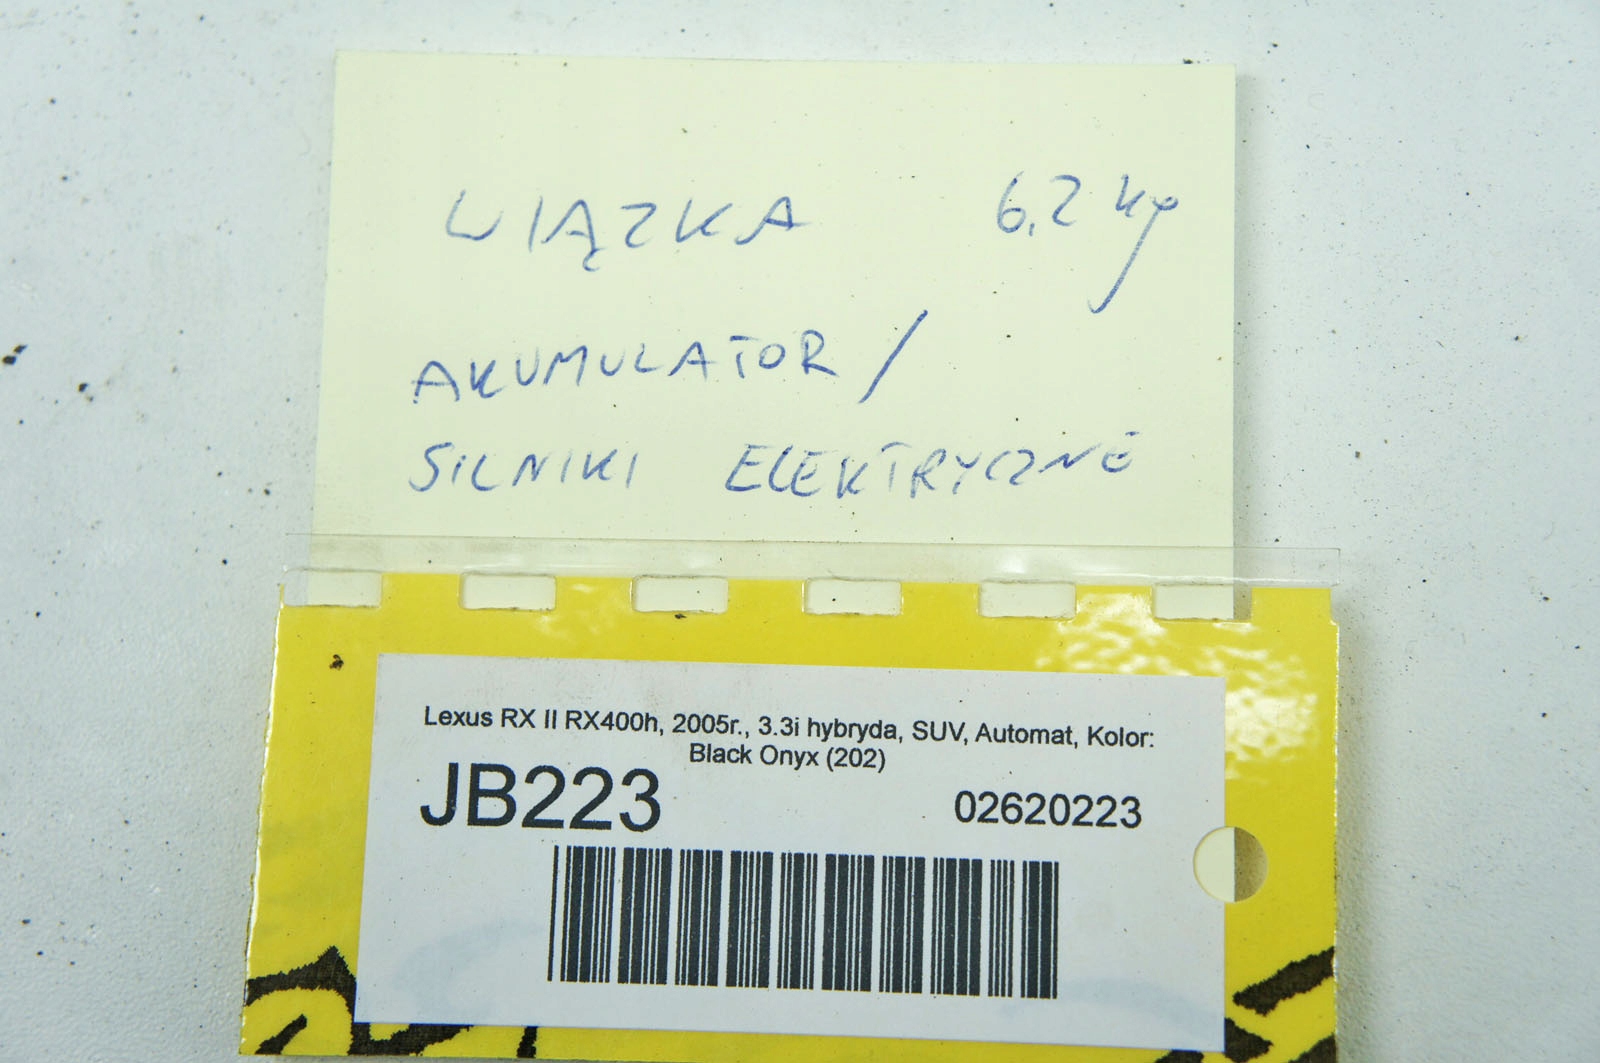 WIĄZKA 6,2 kg
AKUMULATOR /
SILNIKI ELEKTRYCZNE
Lexus RX II RX400h, 2005r., 3.3i hybryda, SUV, Automat, Kolor:
Black Onyx (202)
JB223 02620223